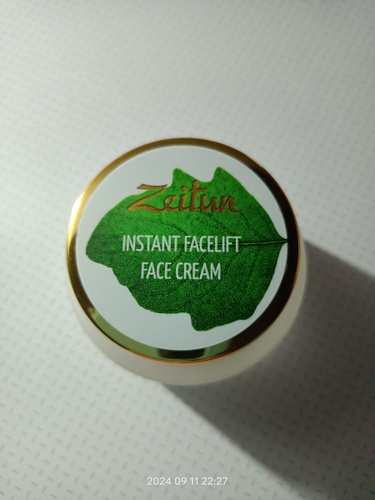 Zeitun
INSTANT FACELIFT
FACE CREAM
2024 09 11 22:27